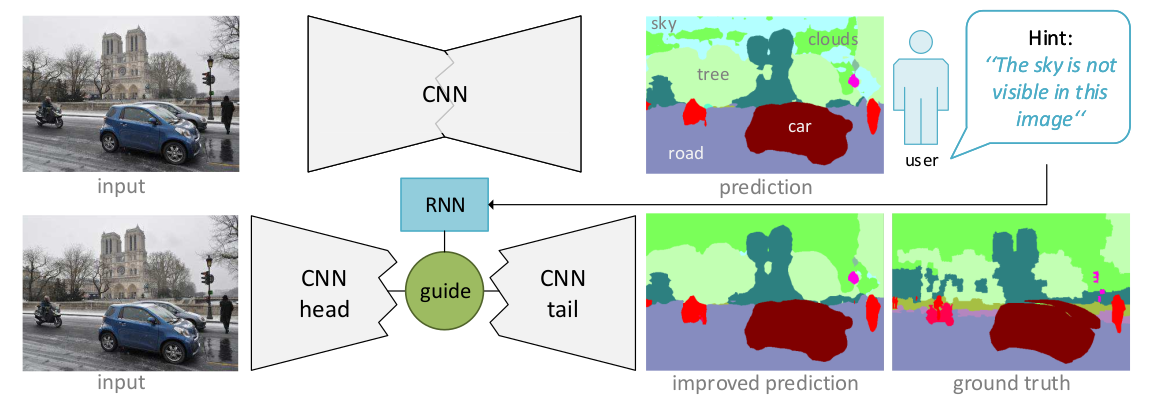 input
CNN
sky
clouds
tree
car
road
prediction
user
Hint:
“The sky is not
visible in this
image“
RNN
input
CNN
head
guide
CNN
tail
improved prediction
ground truth